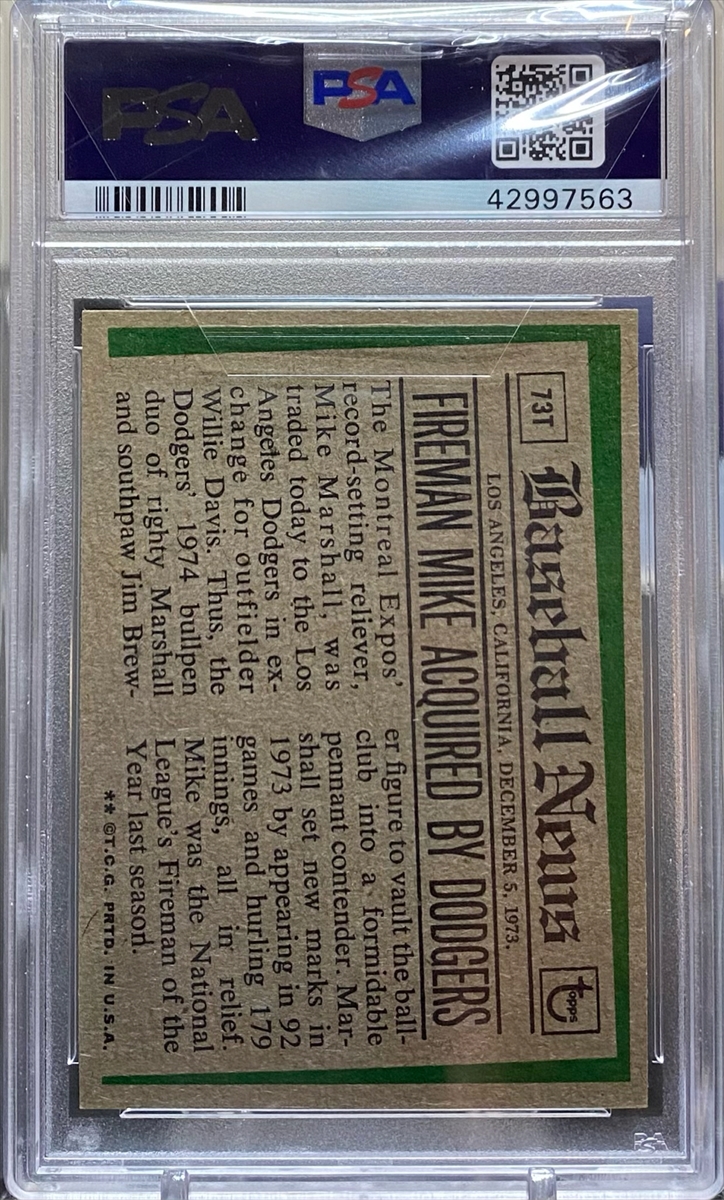 PSA
PSA
42997563
73T
Baseball News
topps
LOS ANGELES, CALIFORNIA, DECEMBER 5, 1973.
FIREMAN MIKE ACQUIRED BY DODGERS
The Montreal Expos'
record-setting reliever,
Mike Marshall, was
traded today to the Los
Angeles Dodgers in ex-
change for outfielder
Willie Davis. Thus, the
Dodgers' 1974 bullpen
duo of righty Marshall
and southpaw Jim Brew-
er figure to vault the ball-
club into a formidable
pennant contender. Mar-
shall set new marks in
1973 by appearing in 92
games and hurling 179
innings, all in relief.
Mike was the National
League's Fireman of the
Year last season.
** ©T.C.G. PRTD. IN U.S.A.
PSA